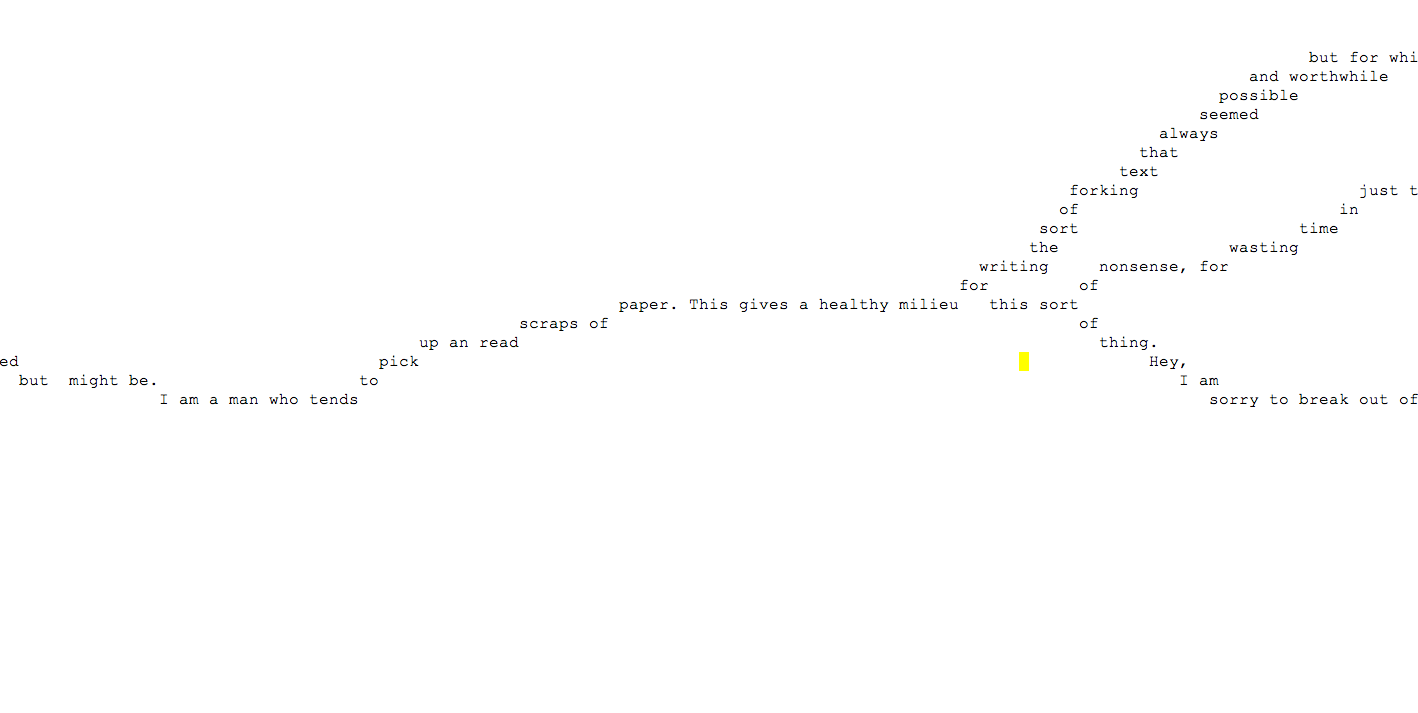 but for whi
and worthwhile
possible
seemed
always
that
text
forking just t
of in
sort time
the wasting
writing nonsense, for
for of
paper. This gives a healthy milieu this sort
scraps of of
up an read thing.
ed pick Hey,
but might be. to I am
I am a man who tends sorry to break out of